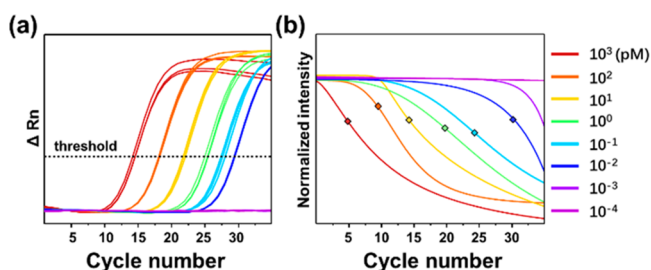 (a)
Δ Rn
threshold
5 10 15 20 25 30
Cycle number
(b)
Normalized intensity
5 10 15 20 25 30
Cycle number
10³ (pM)
10²
10¹
10⁰
10⁻¹
10⁻²
10⁻³
10⁻⁴